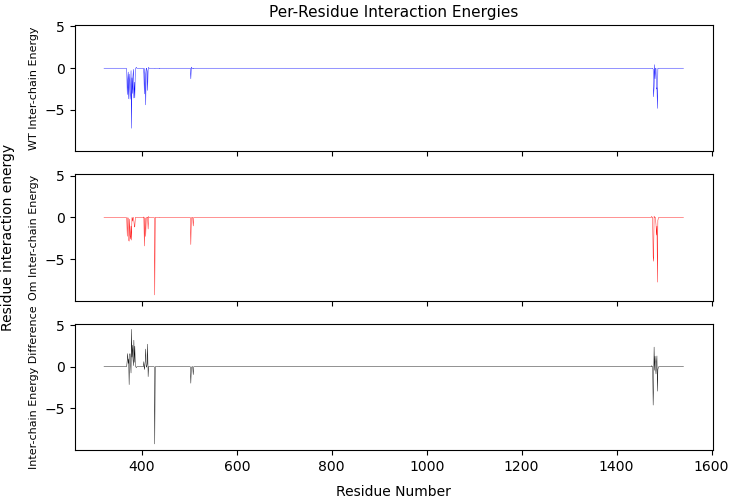 Per-Residue Interaction Energies
Residue interaction energy
WT Inter-chain Energy
5
0
−5
Om Inter-chain Energy
5
0
−5
Inter-chain Energy Difference
5
0
−5
400 600 800 1000 1200 1400 1600
Residue Number